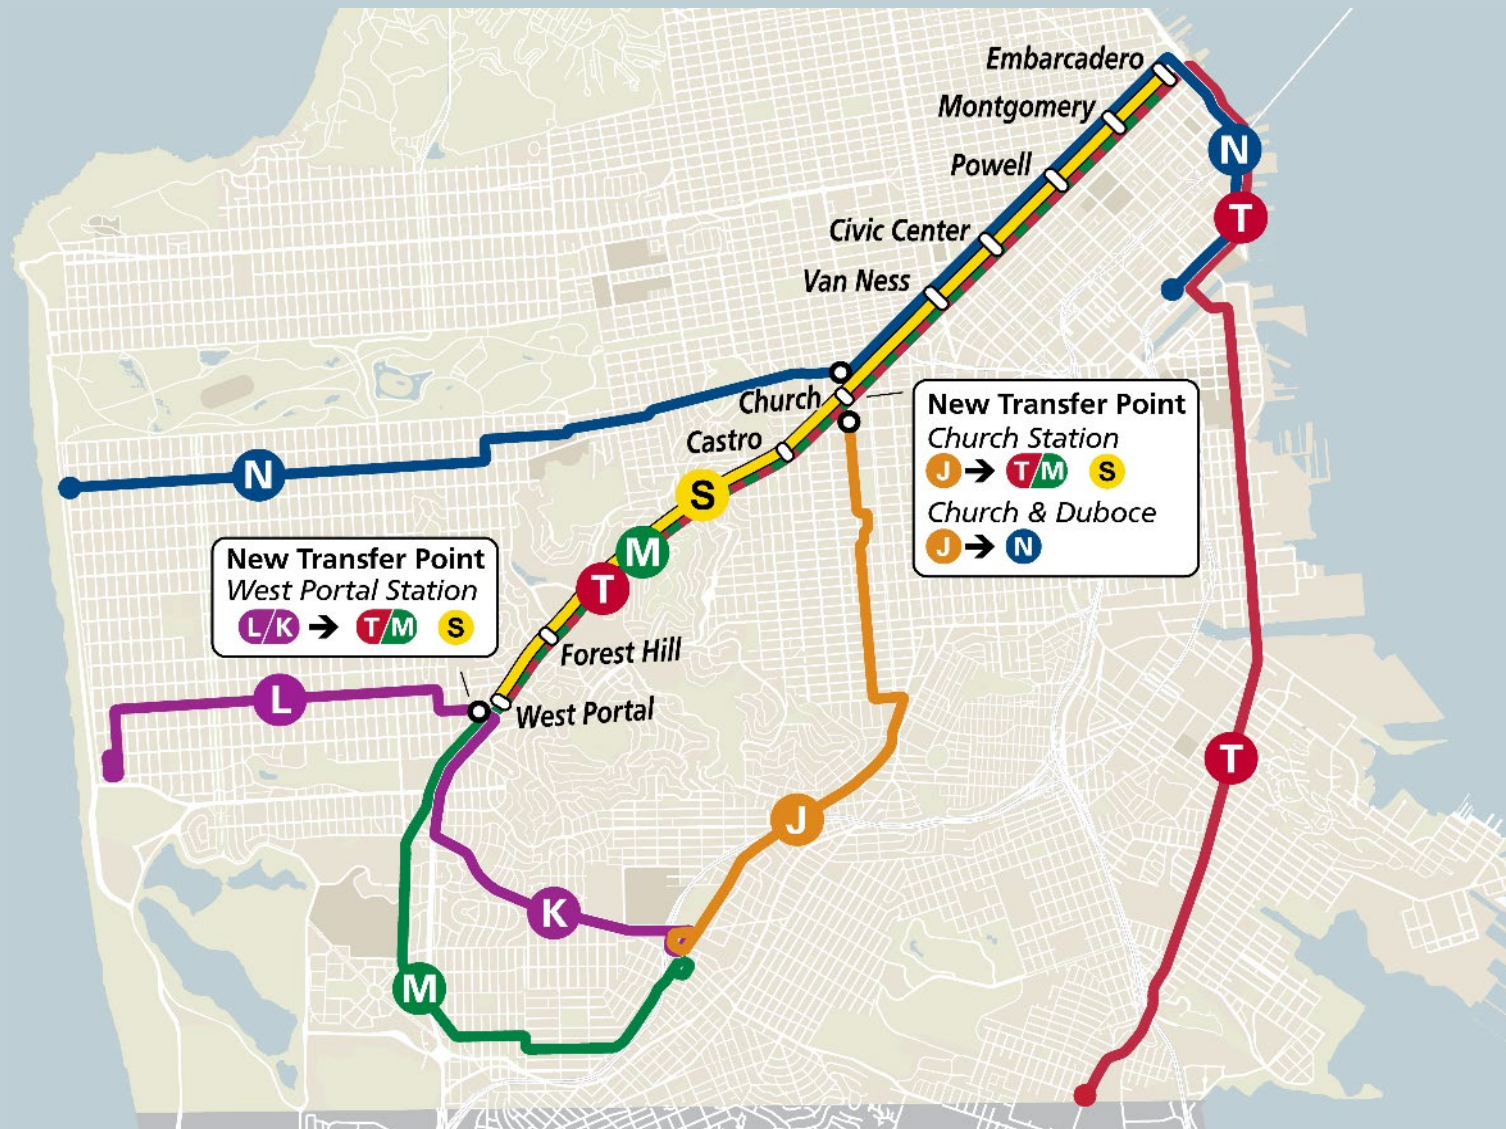 Embarcadero
Montgomery
N
Powell
T
Civic Center
Van Ness
New Transfer Point
Church Station
J → T/M S
Church & Duboce
J → N
Church
Castro
N
S
M
New Transfer Point
West Portal Station
L/K → T/M S
T
Forest Hill
L
West Portal
T
J
K
M